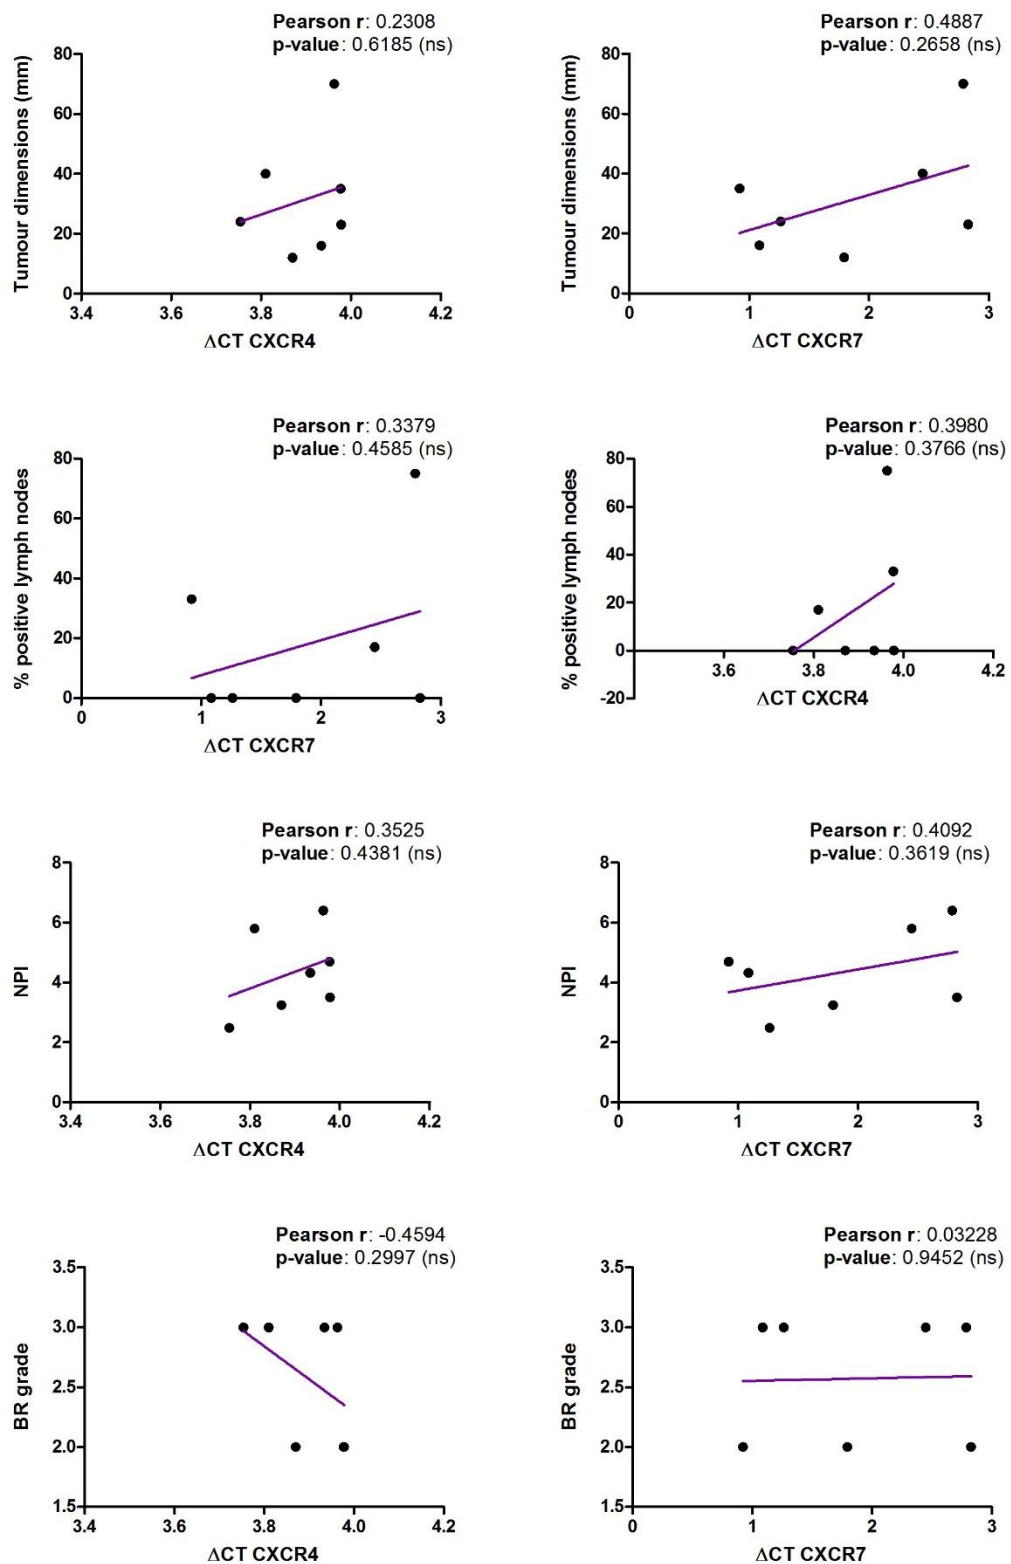 Pearson r: 0.2308
p-value: 0.6185 (ns)
80
60
40
20
0
Tumour dimensions (mm)
3.4 3.6 3.8 4.0 4.2
ΔCT CXCR4
Pearson r: 0.4887
p-value: 0.2658 (ns)
80
60
40
20
0
Tumour dimensions (mm)
0 1 2 3
ΔCT CXCR7
Pearson r: 0.3379
p-value: 0.4585 (ns)
80
60
40
20
0
% positive lymph nodes
0 1 2 3
ΔCT CXCR7
Pearson r: 0.3980
p-value: 0.3766 (ns)
80
60
40
20
0
-20
% positive lymph nodes
3.6 3.8 4.0 4.2
ΔCT CXCR4
Pearson r: 0.3525
p-value: 0.4381 (ns)
8
6
4
2
0
NPI
3.4 3.6 3.8 4.0 4.2
ΔCT CXCR4
Pearson r: 0.4092
p-value: 0.3619 (ns)
8
6
4
2
0
NPI
0 1 2 3
ΔCT CXCR7
Pearson r: -0.4594
p-value: 0.2997 (ns)
3.5
3.0
2.5
2.0
1.5
BR grade
3.4 3.6 3.8 4.0 4.2
ΔCT CXCR4
Pearson r: 0.03228
p-value: 0.9452 (ns)
3.5
3.0
2.5
2.0
1.5
BR grade
0 1 2 3
ΔCT CXCR7